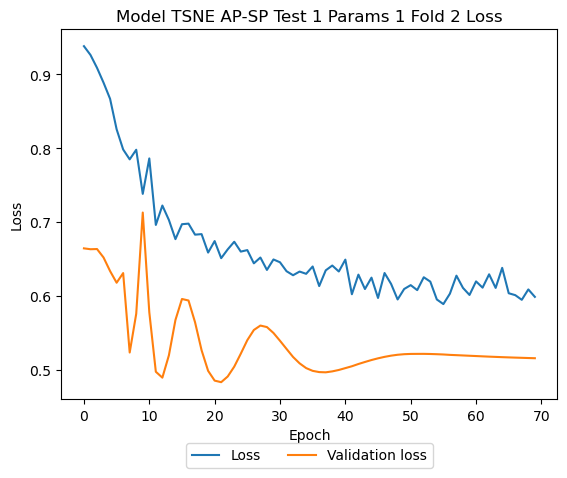 Model TSNE AP-SP Test 1 Params 1 Fold 2 Loss
0.9
0.8
0.7
0.6
0.5
Loss
0 10 20 30 40 50 60 70
Epoch
Loss Validation loss